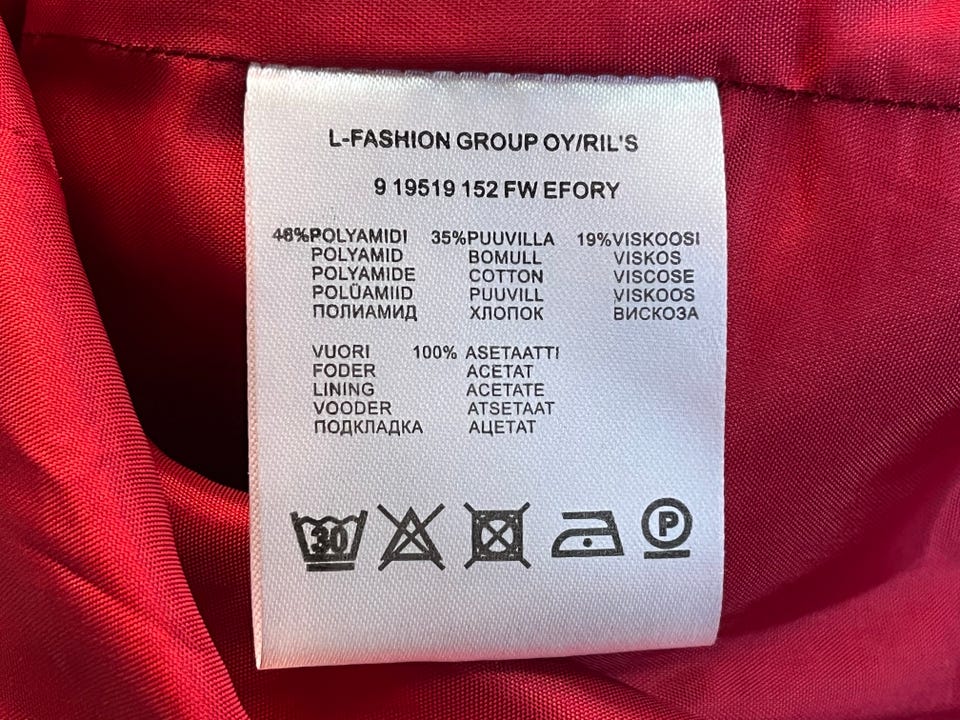 L-FASHION GROUP OY/RIL'S
9 19519 152 FW EFORY
46%POLYAMIDI 35%PUUVILLA 19%VISKOOSI
POLYAMID BOMULL VISKOS
POLYAMIDE COTTON VISCOSE
POLÜAMIID PUUVILL VISKOOS
ПОЛИАМИД ХЛОПОК ВИСКОЗА
VUORI 100% ASETAATTI
FODER ACETAT
LINING ACETATE
VOODER ATSETAAT
ПОДКЛАДКА АЦЕТАТ
30 P